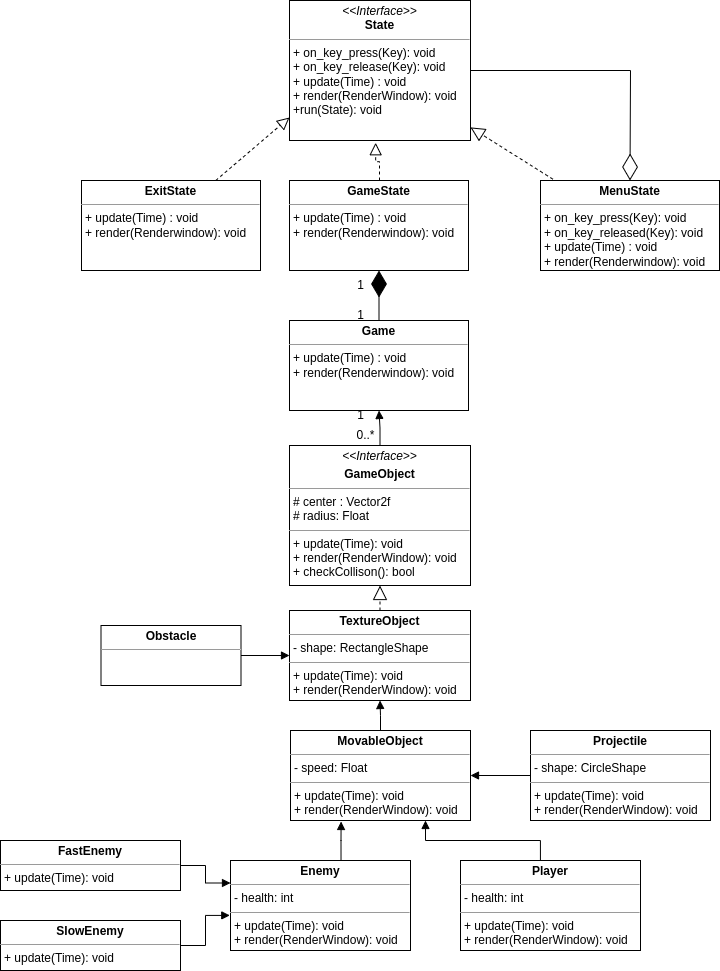 <<Interface>>
State
+ on_key_press(Key): void
+ on_key_release(Key): void
+ update(Time) : void
+ render(RenderWindow): void
+run(State): void
ExitState
+ update(Time) : void
+ render(Renderwindow): void
GameState
+ update(Time) : void
+ render(Renderwindow): void
MenuState
+ on_key_press(Key): void
+ on_key_released(Key): void
+ update(Time) : void
+ render(Renderwindow): void
1
1
Game
+ update(Time) : void
+ render(Renderwindow): void
1
0..*
<<Interface>>
GameObject
# center : Vector2f
# radius: Float
+ update(Time): void
+ render(RenderWindow): void
+ checkCollison(): bool
Obstacle
TextureObject
- shape: RectangleShape
+ update(Time): void
+ render(RenderWindow): void
MovableObject
- speed: Float
+ update(Time): void
+ render(RenderWindow): void
Projectile
- shape: CircleShape
+ update(Time): void
+ render(RenderWindow): void
FastEnemy
+ update(Time): void
SlowEnemy
+ update(Time): void
Enemy
- health: int
+ update(Time): void
+ render(RenderWindow): void
Player
- health: int
+ update(Time): void
+ render(RenderWindow): void